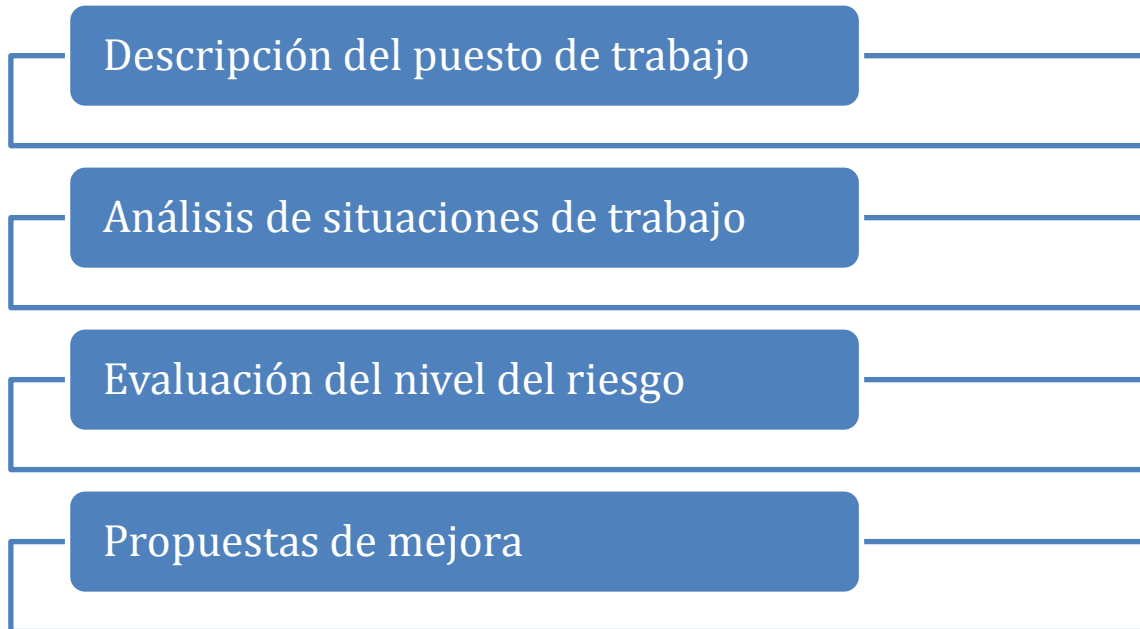 Descripción del puesto de trabajo
Análisis de situaciones de trabajo
Evaluación del nivel del riesgo
Propuestas de mejora